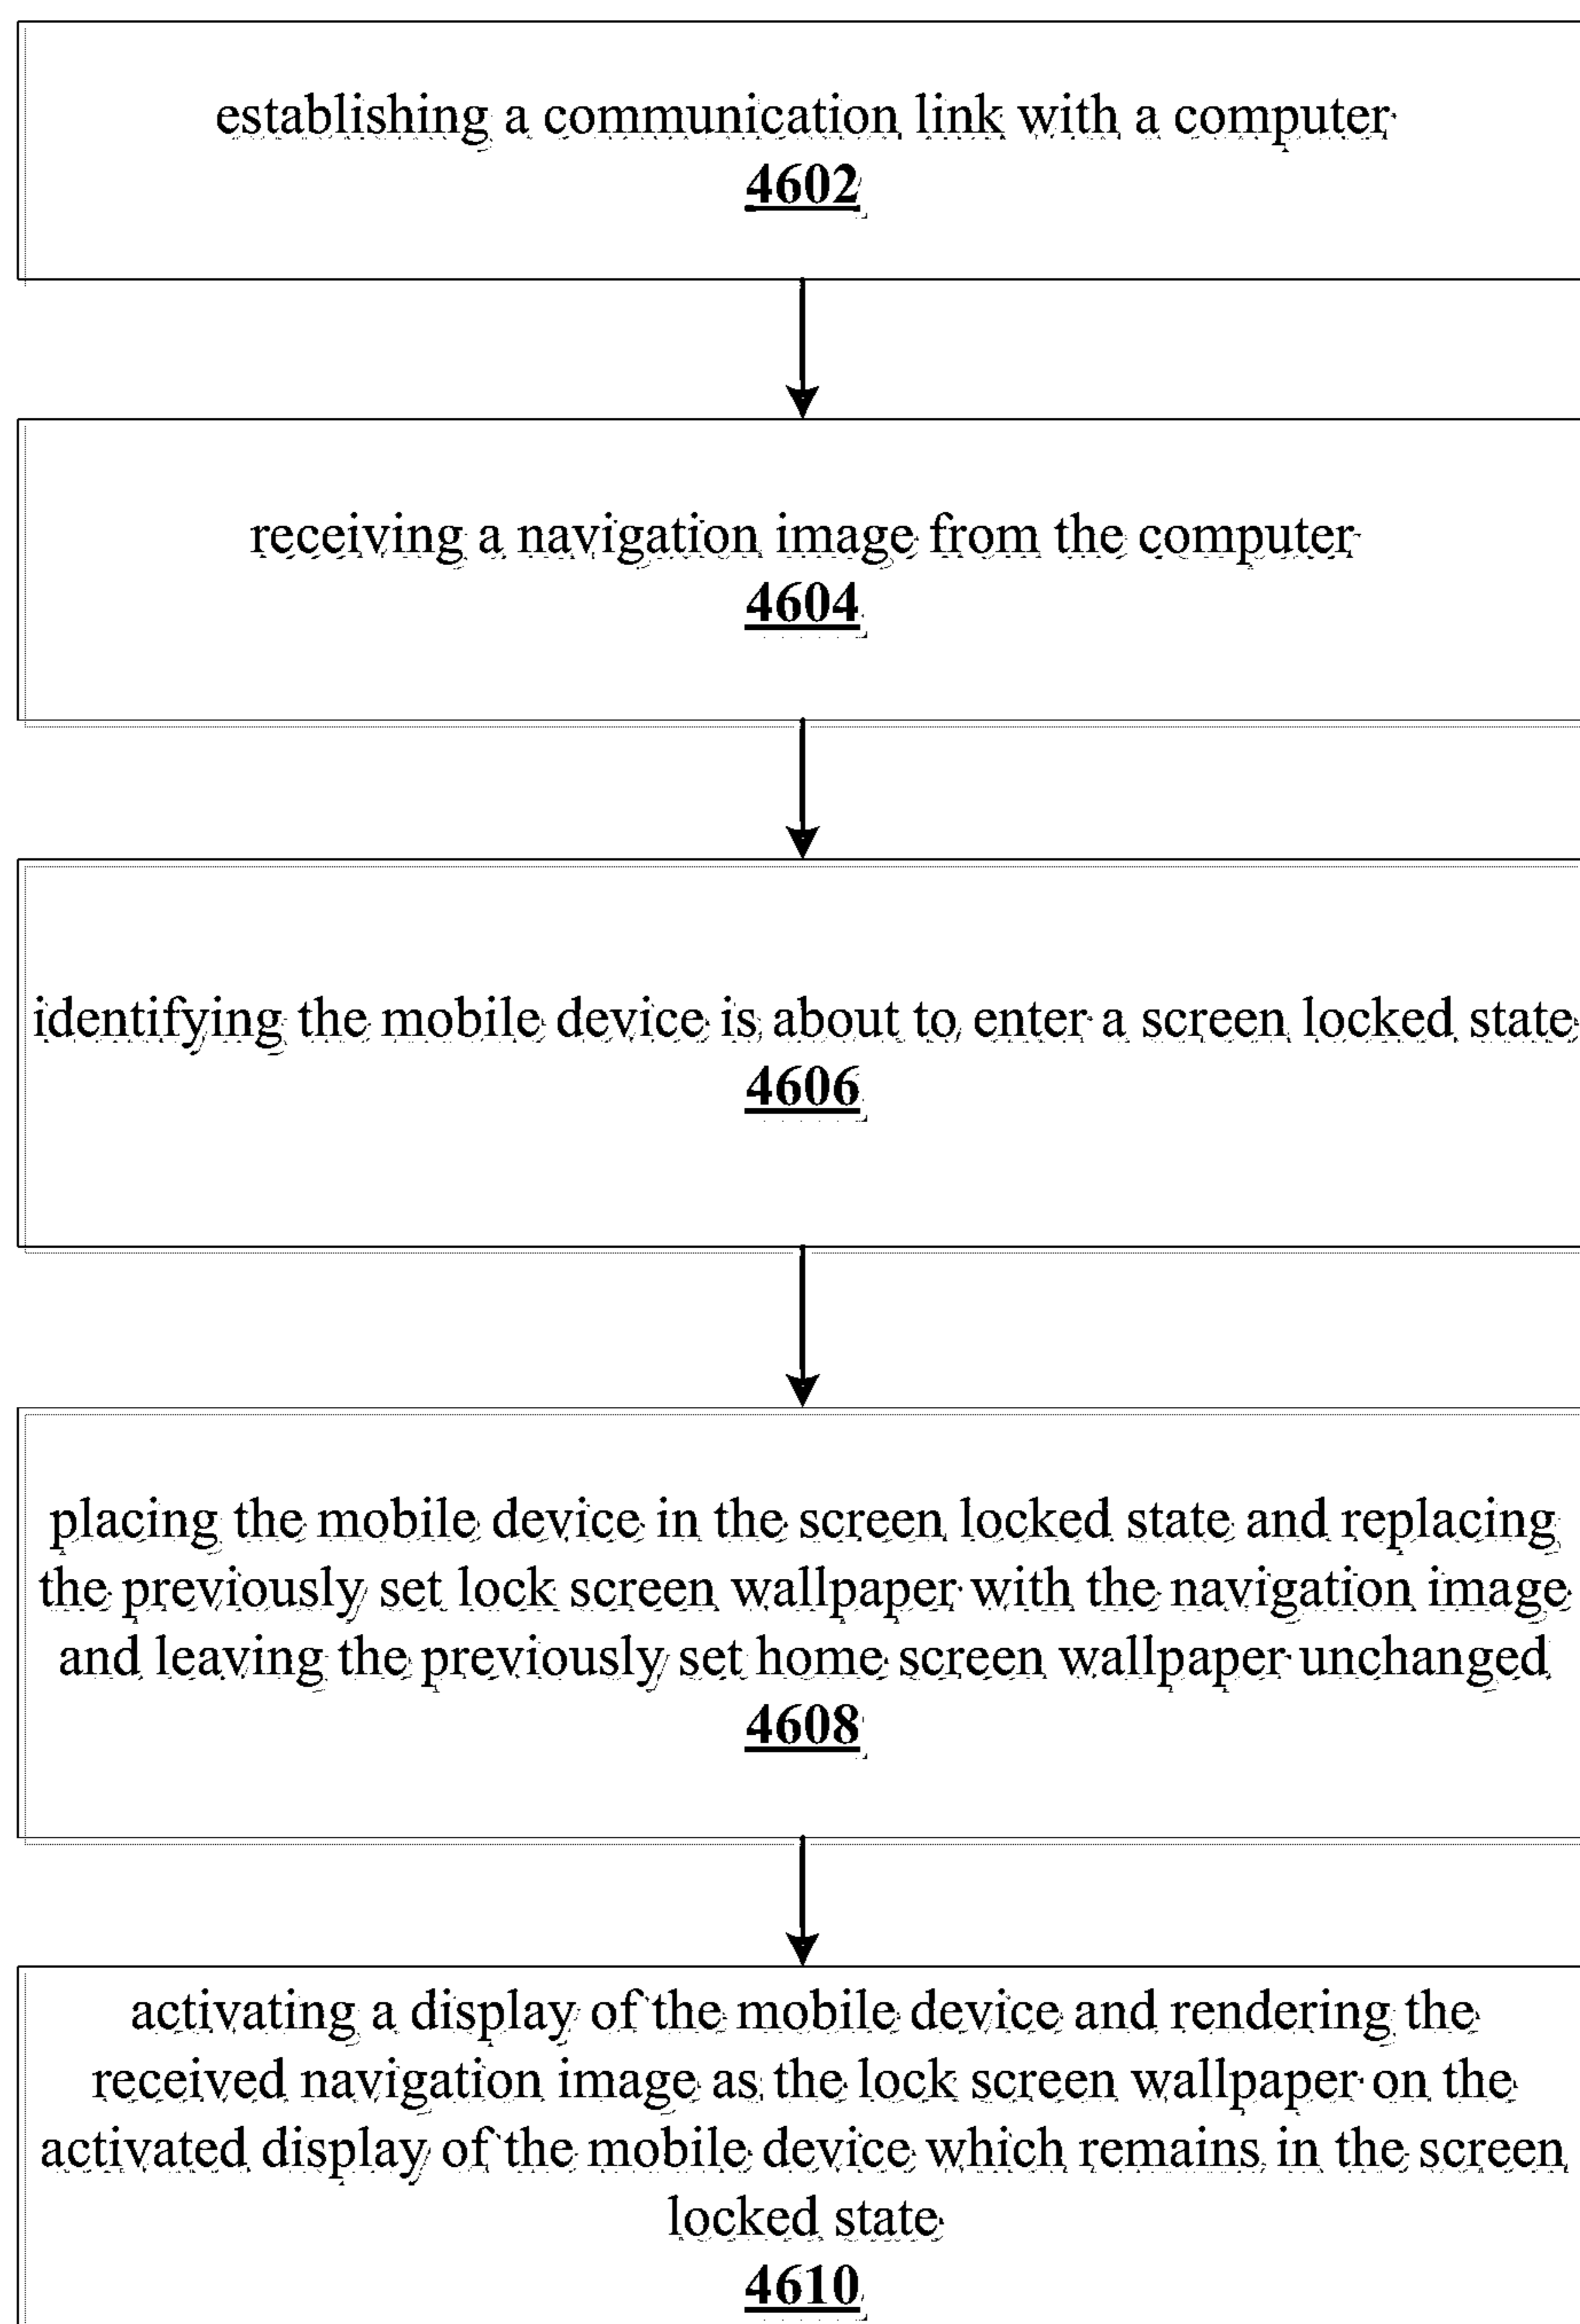 establishing a communication link with a computer
4602
receiving a navigation image from the computer
4604
identifying the mobile device is about to enter a screen locked state
4606
placing the mobile device in the screen locked state and replacing
the previously set lock screen wallpaper with the navigation image
and leaving the previously set home screen wallpaper unchanged
4608
activating a display of the mobile device and rendering the
received navigation image as the lock screen wallpaper on the
activated display of the mobile device which remains in the screen
locked state
4610